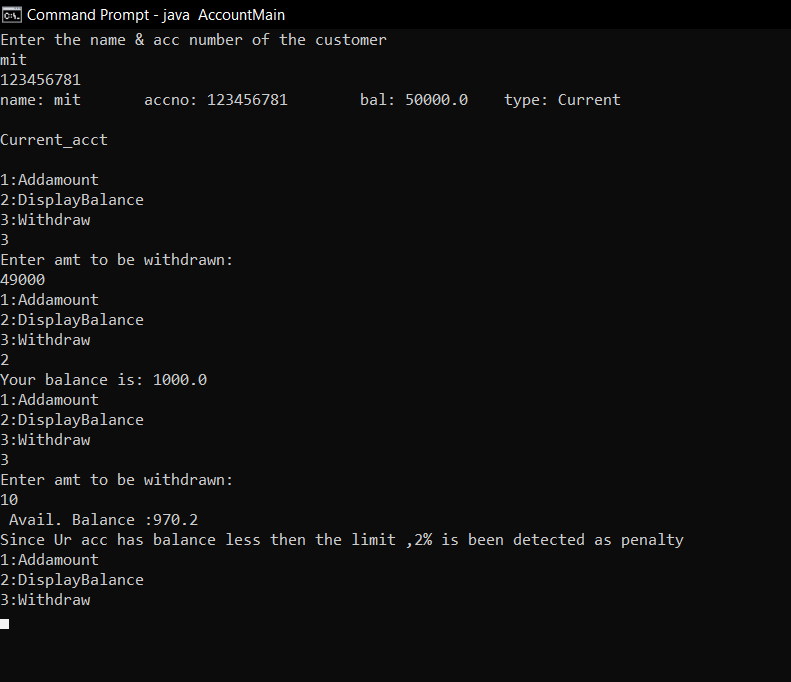 Command Prompt - java  AccountMain
Enter the name & acc number of the customer
mit
123456781
name: mit       accno: 123456781        bal: 50000.0    type: Current
Current_acct
1:Addamount
2:DisplayBalance
3:Withdraw
3
Enter amt to be withdrawn:
49000
1:Addamount
2:DisplayBalance
3:Withdraw
2
Your balance is: 1000.0
1:Addamount
2:DisplayBalance
3:Withdraw
3
Enter amt to be withdrawn:
10
 Avail. Balance :970.2
Since Ur acc has balance less then the limit ,2% is been detected as penalty
1:Addamount
2:DisplayBalance
3:Withdraw